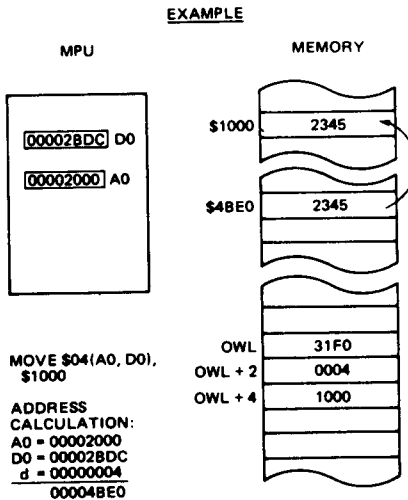 EXAMPLE
MPU
MEMORY
00002BDC D0
00002000 A0
$1000 2345
$4BE0 2345
OWL 31F0
OWL + 2 0004
OWL + 4 1000
MOVE $04(A0, D0),
$1000
ADDRESS
CALCULATION:
A0 = 00002000
D0 = 00002BDC
d = 00000004
00004BE0